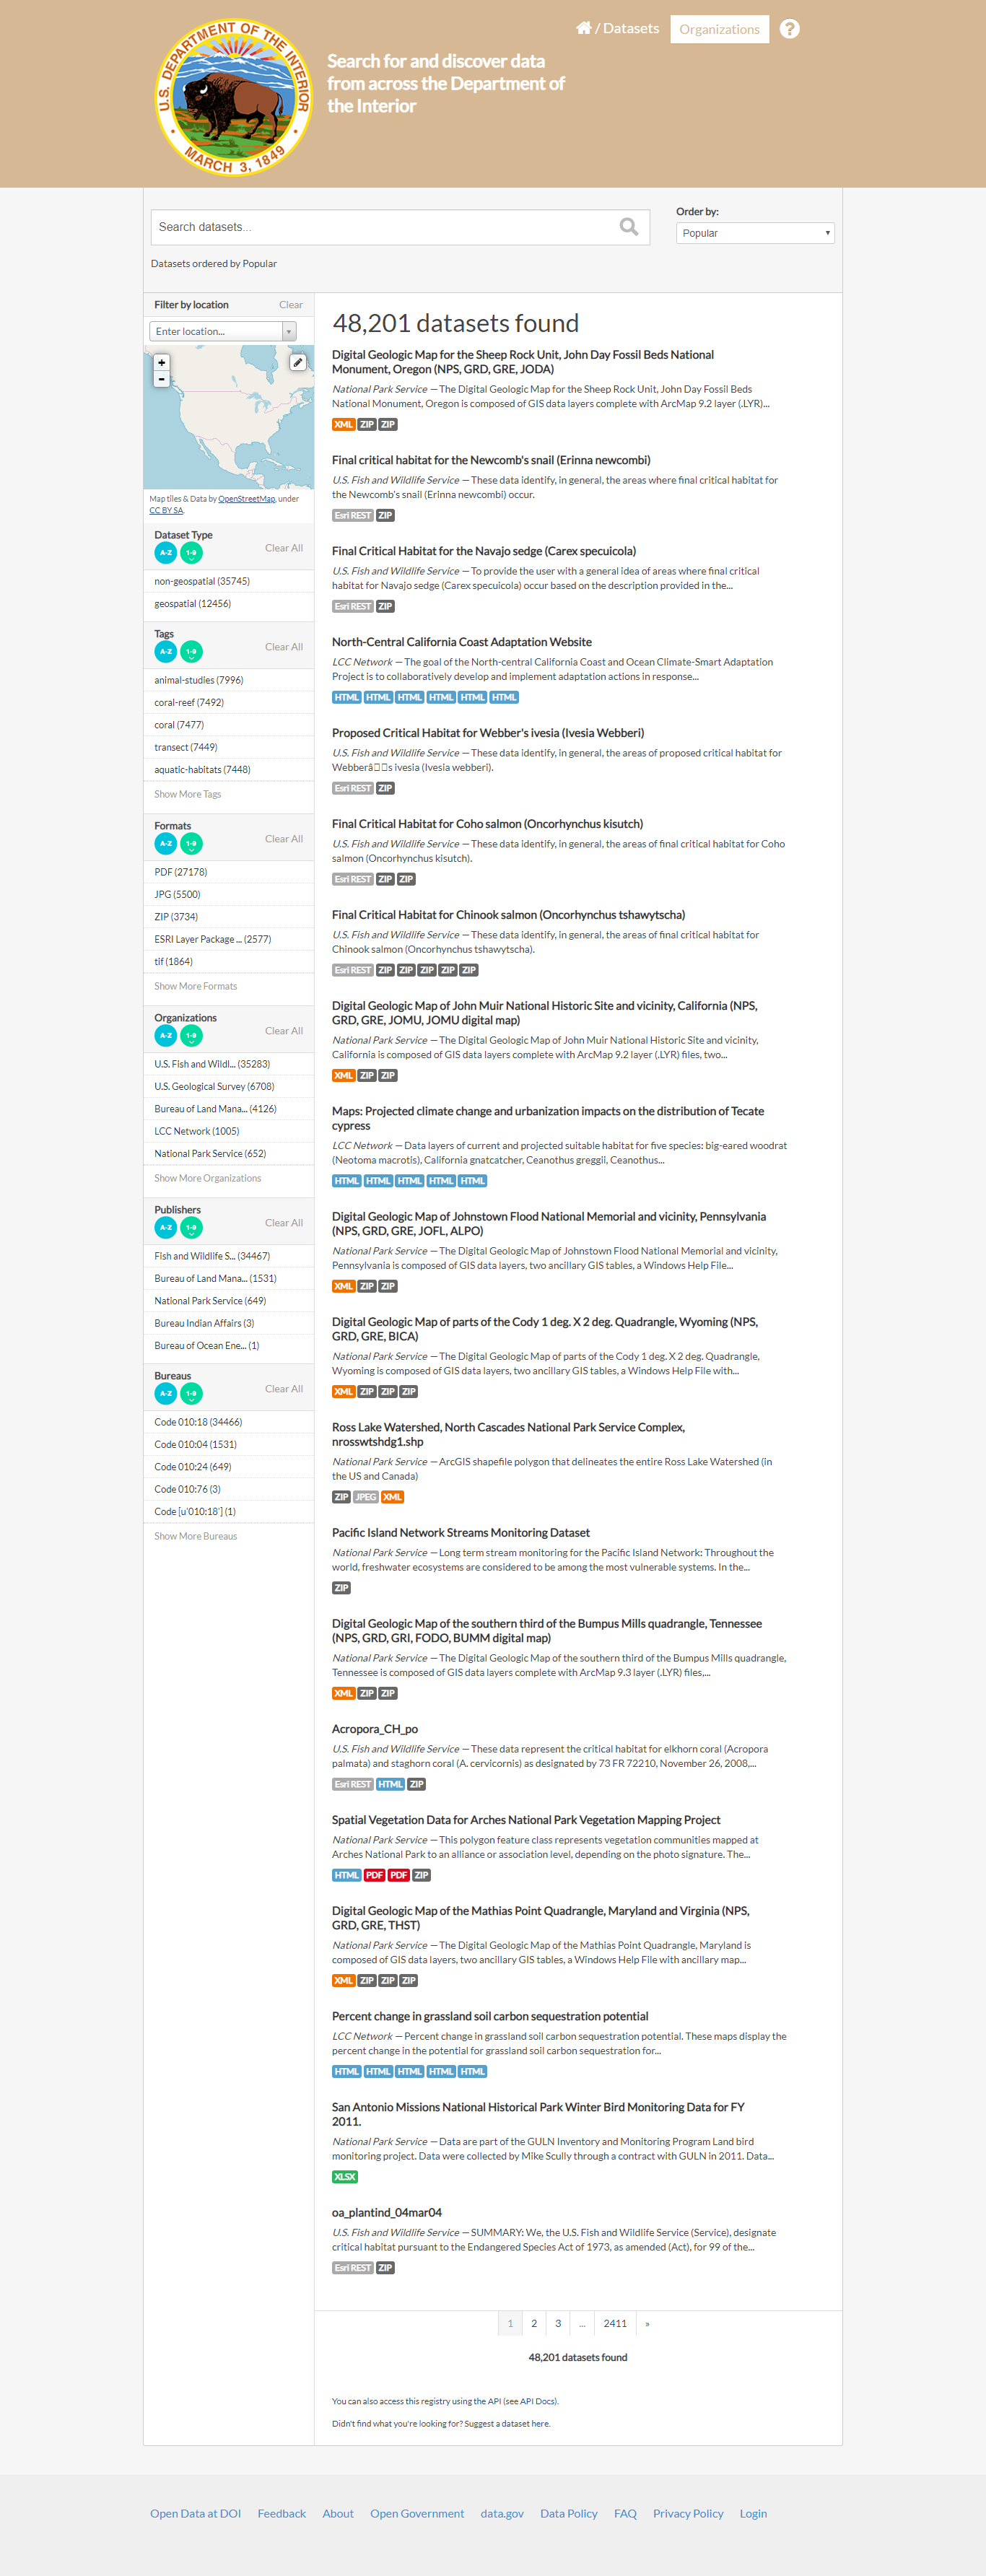 U.S. DEPARTMENT OF THE INTERIOR
MARCH 3, 1849
/ Datasets
Organizations
?
Search for and discover data
from across the Department of
the Interior
Search datasets...
Order by:
Popular
Datasets ordered by Popular
Filter by location
Clear
Enter location...
+
-
Map tiles & Data by OpenStreetMap, under
CC BY SA.
Dataset Type
A-Z
1-9
Clear All
non-geospatial (35745)
geospatial (12456)
Tags
A-Z
1-9
Clear All
animal-studies (7996)
coral-reef (7492)
coral (7477)
transect (7449)
aquatic-habitats (7448)
Show More Tags
Formats
A-Z
1-9
Clear All
PDF (27178)
JPG (5500)
ZIP (3734)
ESRI Layer Package ... (2577)
tif (1864)
Show More Formats
Organizations
A-Z
1-9
Clear All
U.S. Fish and Wildl... (35283)
U.S. Geological Survey (6708)
Bureau of Land Mana... (4126)
LCC Network (1005)
National Park Service (652)
Show More Organizations
Publishers
A-Z
1-9
Clear All
Fish and Wildlife S... (34467)
Bureau of Land Mana... (1531)
National Park Service (649)
Bureau Indian Affairs (3)
Bureau of Ocean Ene... (1)
Bureaus
A-Z
1-9
Clear All
Code 010:18 (34466)
Code 010:04 (1531)
Code 010:24 (649)
Code 010:76 (3)
Code [u'010:18'] (1)
Show More Bureaus
48,201 datasets found
Digital Geologic Map for the Sheep Rock Unit, John Day Fossil Beds National
Monument, Oregon (NPS, GRD, GRE, JODA)
National Park Service — The Digital Geologic Map for the Sheep Rock Unit, John Day Fossil Beds
National Monument, Oregon is composed of GIS data layers complete with ArcMap 9.2 layer (.LYR)...
XML ZIP ZIP
Final critical habitat for the Newcomb's snail (Erinna newcombi)
U.S. Fish and Wildlife Service — These data identify, in general, the areas where final critical habitat for
the Newcomb's snail (Erinna newcombi) occur.
Esri REST ZIP
Final Critical Habitat for the Navajo sedge (Carex specuicola)
U.S. Fish and Wildlife Service — To provide the user with a general idea of areas where final critical
habitat for Navajo sedge (Carex specuicola) occur based on the description provided in the...
Esri REST ZIP
North-Central California Coast Adaptation Website
LCC Network — The goal of the North-central California Coast and Ocean Climate-Smart Adaptation
Project is to collaboratively develop and implement adaptation actions in response...
HTML HTML HTML HTML HTML HTML
Proposed Critical Habitat for Webber's ivesia (Ivesia Webberi)
U.S. Fish and Wildlife Service — These data identify, in general, the areas of proposed critical habitat for
Webberâ□□s ivesia (Ivesia webberi).
Esri REST ZIP
Final Critical Habitat for Coho salmon (Oncorhynchus kisutch)
U.S. Fish and Wildlife Service — These data identify, in general, the areas of final critical habitat for Coho
salmon (Oncorhynchus kisutch).
Esri REST ZIP ZIP
Final Critical Habitat for Chinook salmon (Oncorhynchus tshawytscha)
U.S. Fish and Wildlife Service — These data identify, in general, the areas of final critical habitat for
Chinook salmon (Oncorhynchus tshawytscha).
Esri REST ZIP ZIP ZIP ZIP ZIP
Digital Geologic Map of John Muir National Historic Site and vicinity, California (NPS,
GRD, GRE, JOMU, JOMU digital map)
National Park Service — The Digital Geologic Map of John Muir National Historic Site and vicinity,
California is composed of GIS data layers complete with ArcMap 9.2 layer (.LYR) files, two...
XML ZIP ZIP
Maps: Projected climate change and urbanization impacts on the distribution of Tecate
cypress
LCC Network — Data layers of current and projected suitable habitat for five species: big-eared woodrat
(Neotoma macrotis), California gnatcatcher, Ceanothus greggii, Ceanothus...
HTML HTML HTML HTML HTML
Digital Geologic Map of Johnstown Flood National Memorial and vicinity, Pennsylvania
(NPS, GRD, GRE, JOFL, ALPO)
National Park Service — The Digital Geologic Map of Johnstown Flood National Memorial and vicinity,
Pennsylvania is composed of GIS data layers, two ancillary GIS tables, a Windows Help File...
XML ZIP ZIP
Digital Geologic Map of parts of the Cody 1 deg. X 2 deg. Quadrangle, Wyoming (NPS,
GRD, GRE, BICA)
National Park Service — The Digital Geologic Map of parts of the Cody 1 deg. X 2 deg. Quadrangle,
Wyoming is composed of GIS data layers, two ancillary GIS tables, a Windows Help File with...
XML ZIP ZIP ZIP
Ross Lake Watershed, North Cascades National Park Service Complex,
nrosswtshdg1.shp
National Park Service — ArcGIS shapefile polygon that delineates the entire Ross Lake Watershed (in
the US and Canada)
ZIP JPEG XML
Pacific Island Network Streams Monitoring Dataset
National Park Service — Long term stream monitoring for the Pacific Island Network: Throughout the
world, freshwater ecosystems are considered to be among the most vulnerable systems. In the...
ZIP
Digital Geologic Map of the southern third of the Bumpus Mills quadrangle, Tennessee
(NPS, GRD, GRI, FODO, BUMM digital map)
National Park Service — The Digital Geologic Map of the southern third of the Bumpus Mills quadrangle,
Tennessee is composed of GIS data layers complete with ArcMap 9.3 layer (.LYR) files,...
XML ZIP ZIP
Acropora_CH_po
U.S. Fish and Wildlife Service — These data represent the critical habitat for elkhorn coral (Acropora
palmata) and staghorn coral (A. cervicornis) as designated by 73 FR 72210, November 26, 2008,...
Esri REST HTML ZIP
Spatial Vegetation Data for Arches National Park Vegetation Mapping Project
National Park Service — This polygon feature class represents vegetation communities mapped at
Arches National Park to an alliance or association level, depending on the photo signature. The...
HTML PDF PDF ZIP
Digital Geologic Map of the Mathias Point Quadrangle, Maryland and Virginia (NPS,
GRD, GRE, THST)
National Park Service — The Digital Geologic Map of the Mathias Point Quadrangle, Maryland is
composed of GIS data layers, two ancillary GIS tables, a Windows Help File with ancillary map...
XML ZIP ZIP ZIP
Percent change in grassland soil carbon sequestration potential
LCC Network — Percent change in grassland soil carbon sequestration potential. These maps display the
percent change in the potential for grassland soil carbon sequestration for...
HTML HTML HTML HTML HTML
San Antonio Missions National Historical Park Winter Bird Monitoring Data for FY
2011.
National Park Service — Data are part of the GULN Inventory and Monitoring Program Land bird
monitoring project. Data were collected by Mike Scully through a contract with GULN in 2011. Data...
XLSX
oa_plantind_04mar04
U.S. Fish and Wildlife Service — SUMMARY: We, the U.S. Fish and Wildlife Service (Service), designate
critical habitat pursuant to the Endangered Species Act of 1973, as amended (Act), for 99 of the...
Esri REST ZIP
1 2 3 ... 2411 »
48,201 datasets found
You can also access this registry using the API (see API Docs).
Didn't find what you're looking for? Suggest a dataset here.
Open Data at DOI Feedback About Open Government data.gov Data Policy FAQ Privacy Policy Login